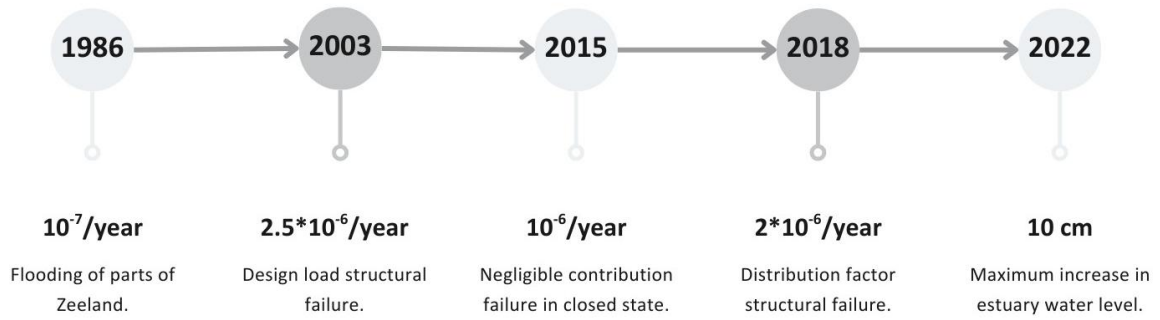 1986
2003
2015
2018
2022
10⁻⁷/year
2.5*10⁻⁶/year
10⁻⁶/year
2*10⁻⁶/year
10 cm
Flooding of parts of
Zeeland.
Design load structural
failure.
Negligible contribution
failure in closed state.
Distribution factor
structural failure.
Maximum increase in
estuary water level.